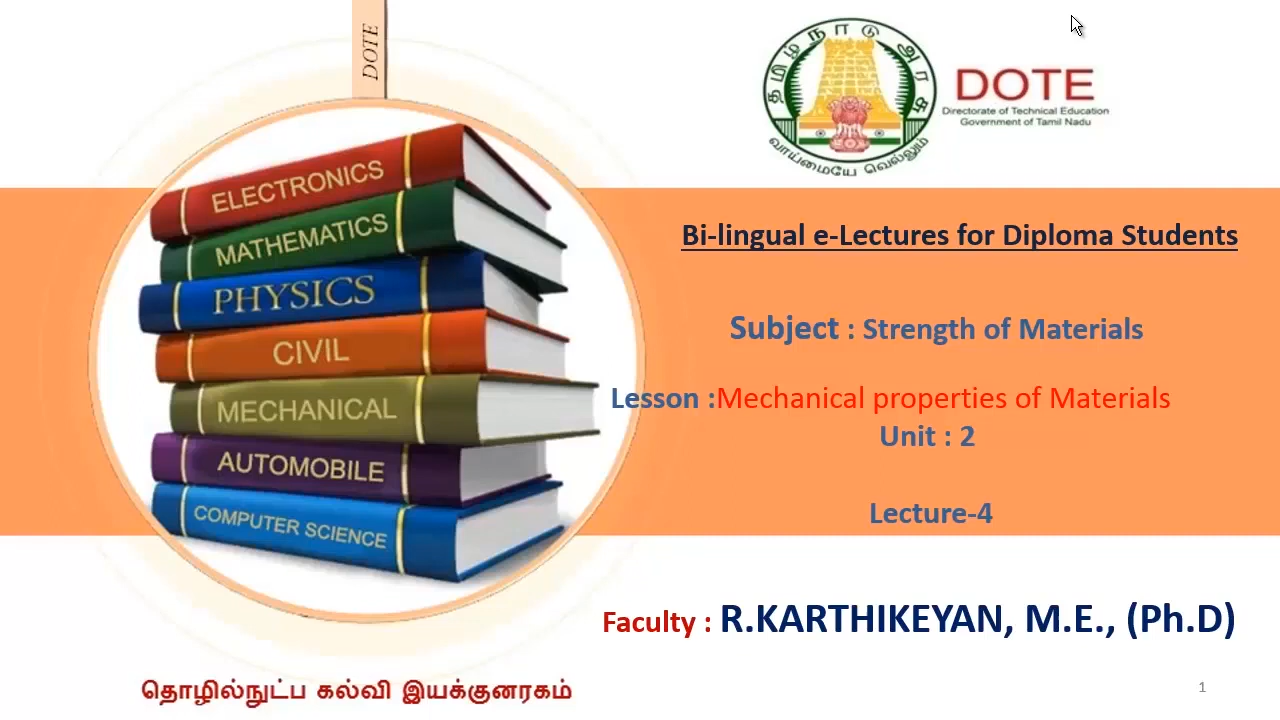 DOTE
தமிழ்நாடு அரசு
வாய்மையே வெல்லும்
DOTE
Directorate of Technical Education
Government of Tamil Nadu
ELECTRONICS
MATHEMATICS
PHYSICS
CIVIL
MECHANICAL
AUTOMOBILE
COMPUTER SCIENCE
Bi-lingual e-Lectures for Diploma Students
Subject : Strength of Materials
Lesson :Mechanical properties of Materials
Unit : 2
Lecture-4
Faculty : R.KARTHIKEYAN, M.E., (Ph.D)
தொழில்நுட்ப கல்வி இயக்குனரகம்
1